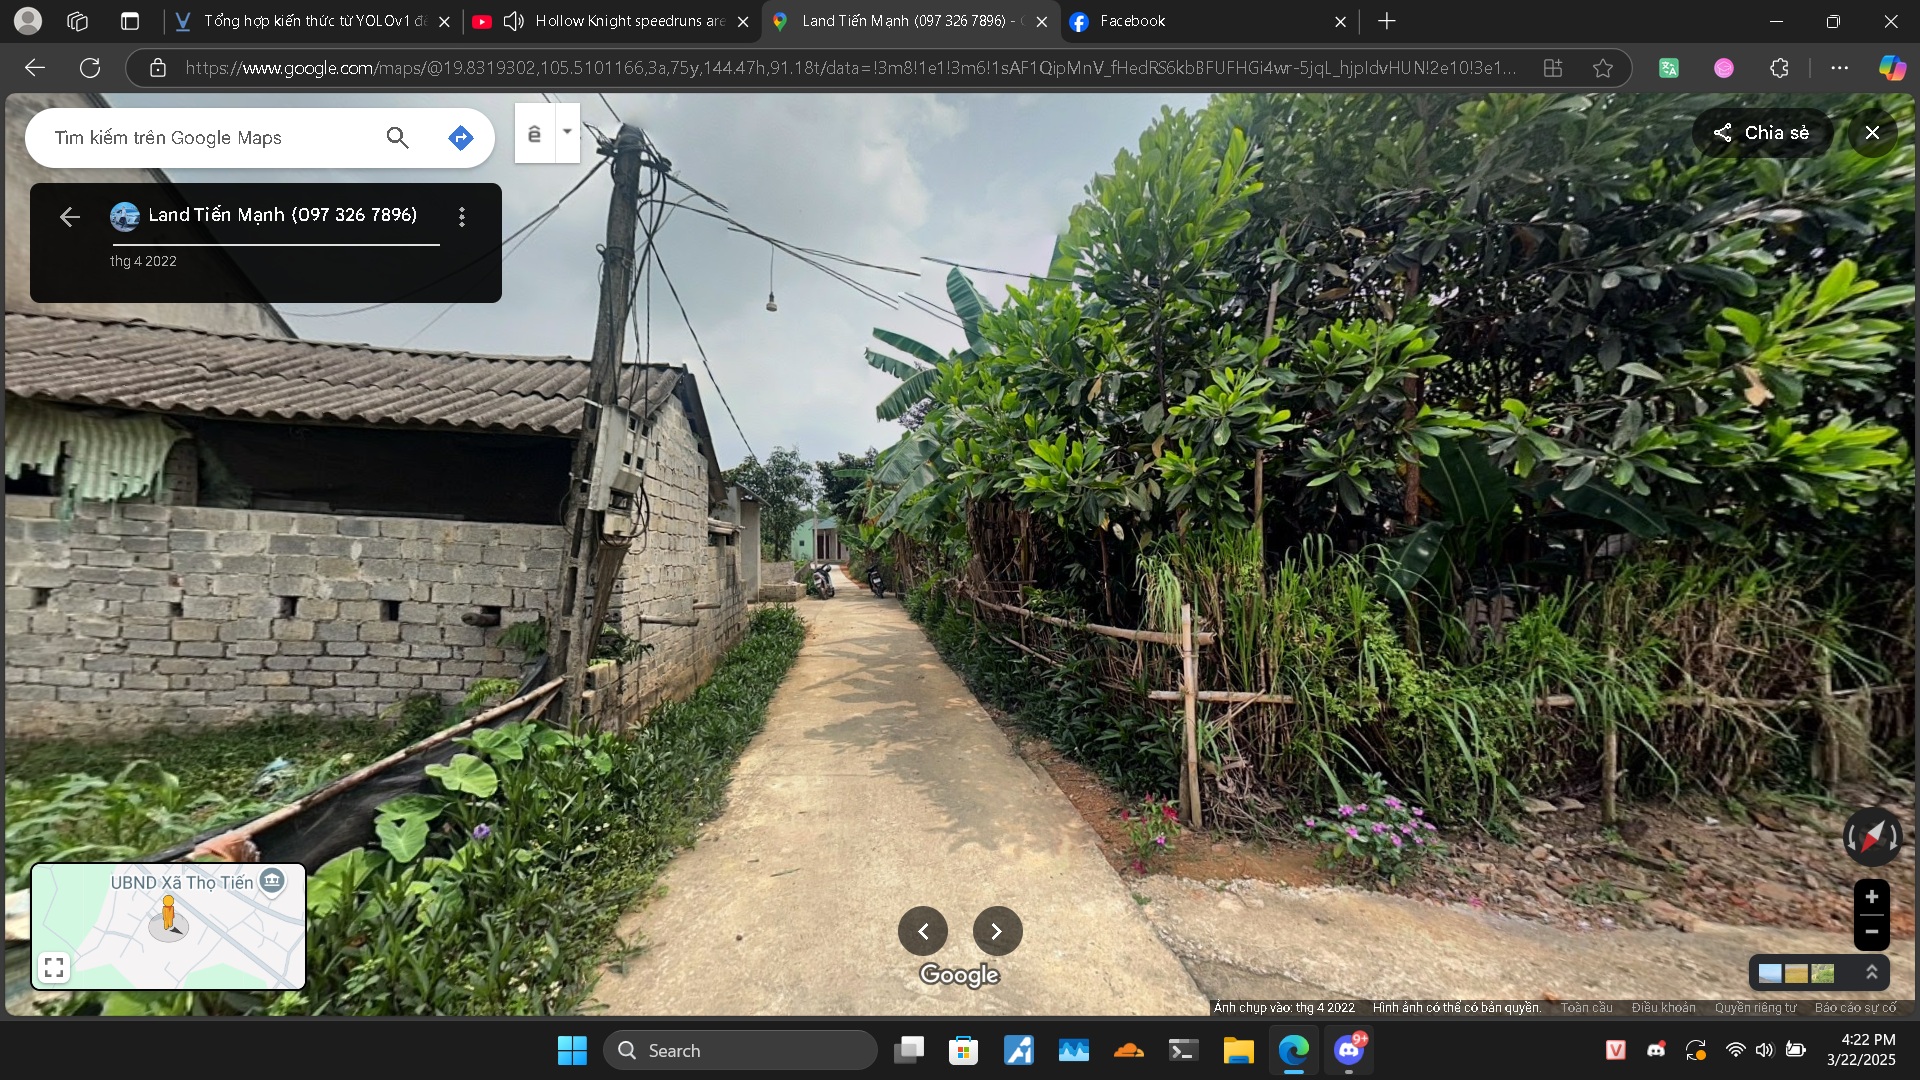 Tổng hợp kiến thức từ YOLOv1 đế
Hollow Knight speedruns are
Land Tiến Mạnh (097 326 7896) - G
Facebook
https://www.google.com/maps/@19.8319302,105.5101166,3a,75y,144.47h,91.18t/data=!3m8!1e1!3m6!1sAF1QipMnV_fHedRS6kbBFUFHGi4wr-5jqL_hjpIdvHUN!2e10!3e1...
Tìm kiếm trên Google Maps
ê
Chia sẻ
Land Tiến Mạnh (097 326 7896)
thg 4 2022
UBND Xã Thọ Tiến
Google
Ảnh chụp vào: thg 4 2022 Hình ảnh có thể có bản quyền. Toàn cầu Điều khoản Quyền riêng tư Báo cáo sự cố
Search
9+
V
4:22 PM
3/22/2025